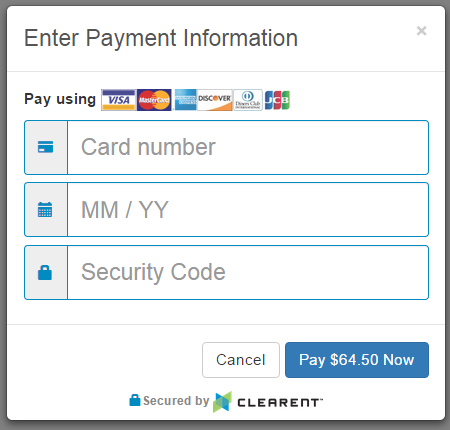 Enter Payment Information ×
Pay using VISA MasterCard AMERICAN EXPRESS DISCOVER Diners Club INTERNATIONAL JCB
Card number
MM / YY
Security Code
Cancel Pay $64.50 Now
Secured by CLEARENT™